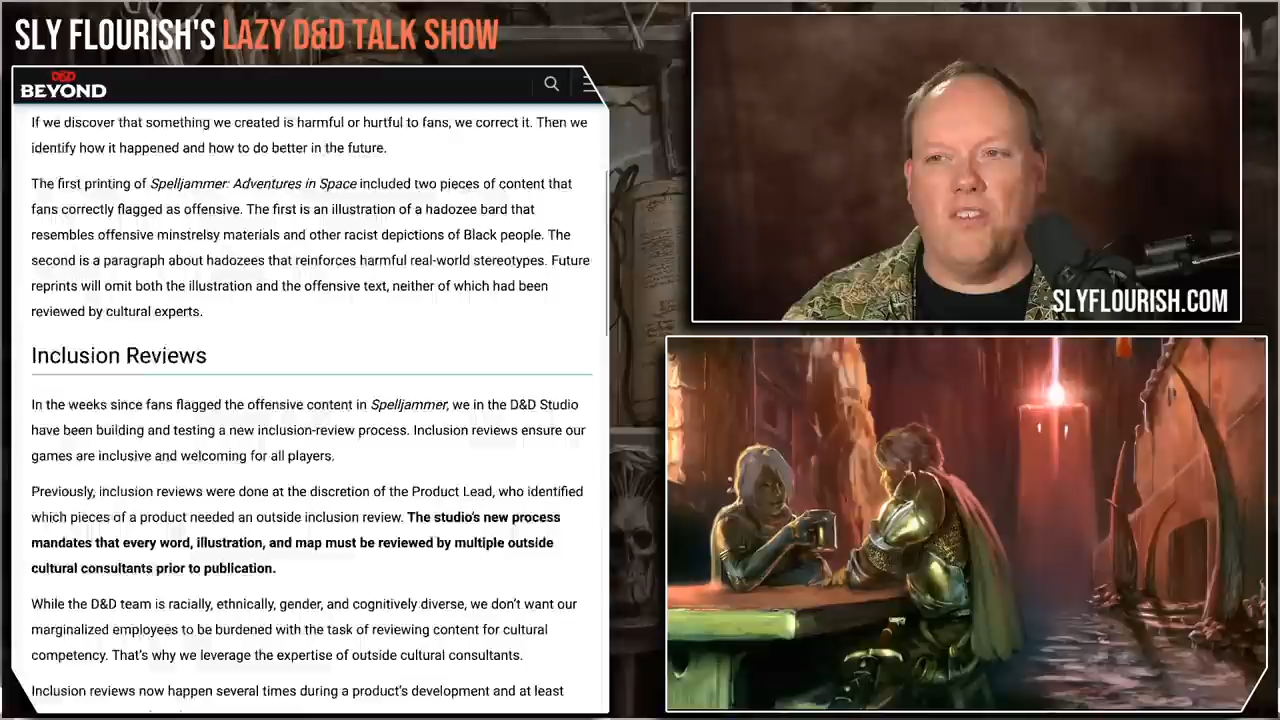 SLY FLOURISH'S LAZY D&D TALK SHOW
D&D
BEYOND
If we discover that something we created is harmful or hurtful to fans, we correct it. Then we
identify how it happened and how to do better in the future.
The first printing of Spelljammer: Adventures in Space included two pieces of content that
fans correctly flagged as offensive. The first is an illustration of a hadozee bard that
resembles offensive minstrelsy materials and other racist depictions of Black people. The
second is a paragraph about hadozees that reinforces harmful real-world stereotypes. Future
reprints will omit both the illustration and the offensive text, neither of which had been
reviewed by cultural experts.
Inclusion Reviews
In the weeks since fans flagged the offensive content in Spelljammer, we in the D&D Studio
have been building and testing a new inclusion-review process. Inclusion reviews ensure our
games are inclusive and welcoming for all players.
Previously, inclusion reviews were done at the discretion of the Product Lead, who identified
which pieces of a product needed an outside inclusion review. The studio's new process
mandates that every word, illustration, and map must be reviewed by multiple outside
cultural consultants prior to publication.
While the D&D team is racially, ethnically, gender, and cognitively diverse, we don't want our
marginalized employees to be burdened with the task of reviewing content for cultural
competency. That's why we leverage the expertise of outside cultural consultants.
Inclusion reviews now happen several times during a product's development and at least
SLYFLOURISH.COM